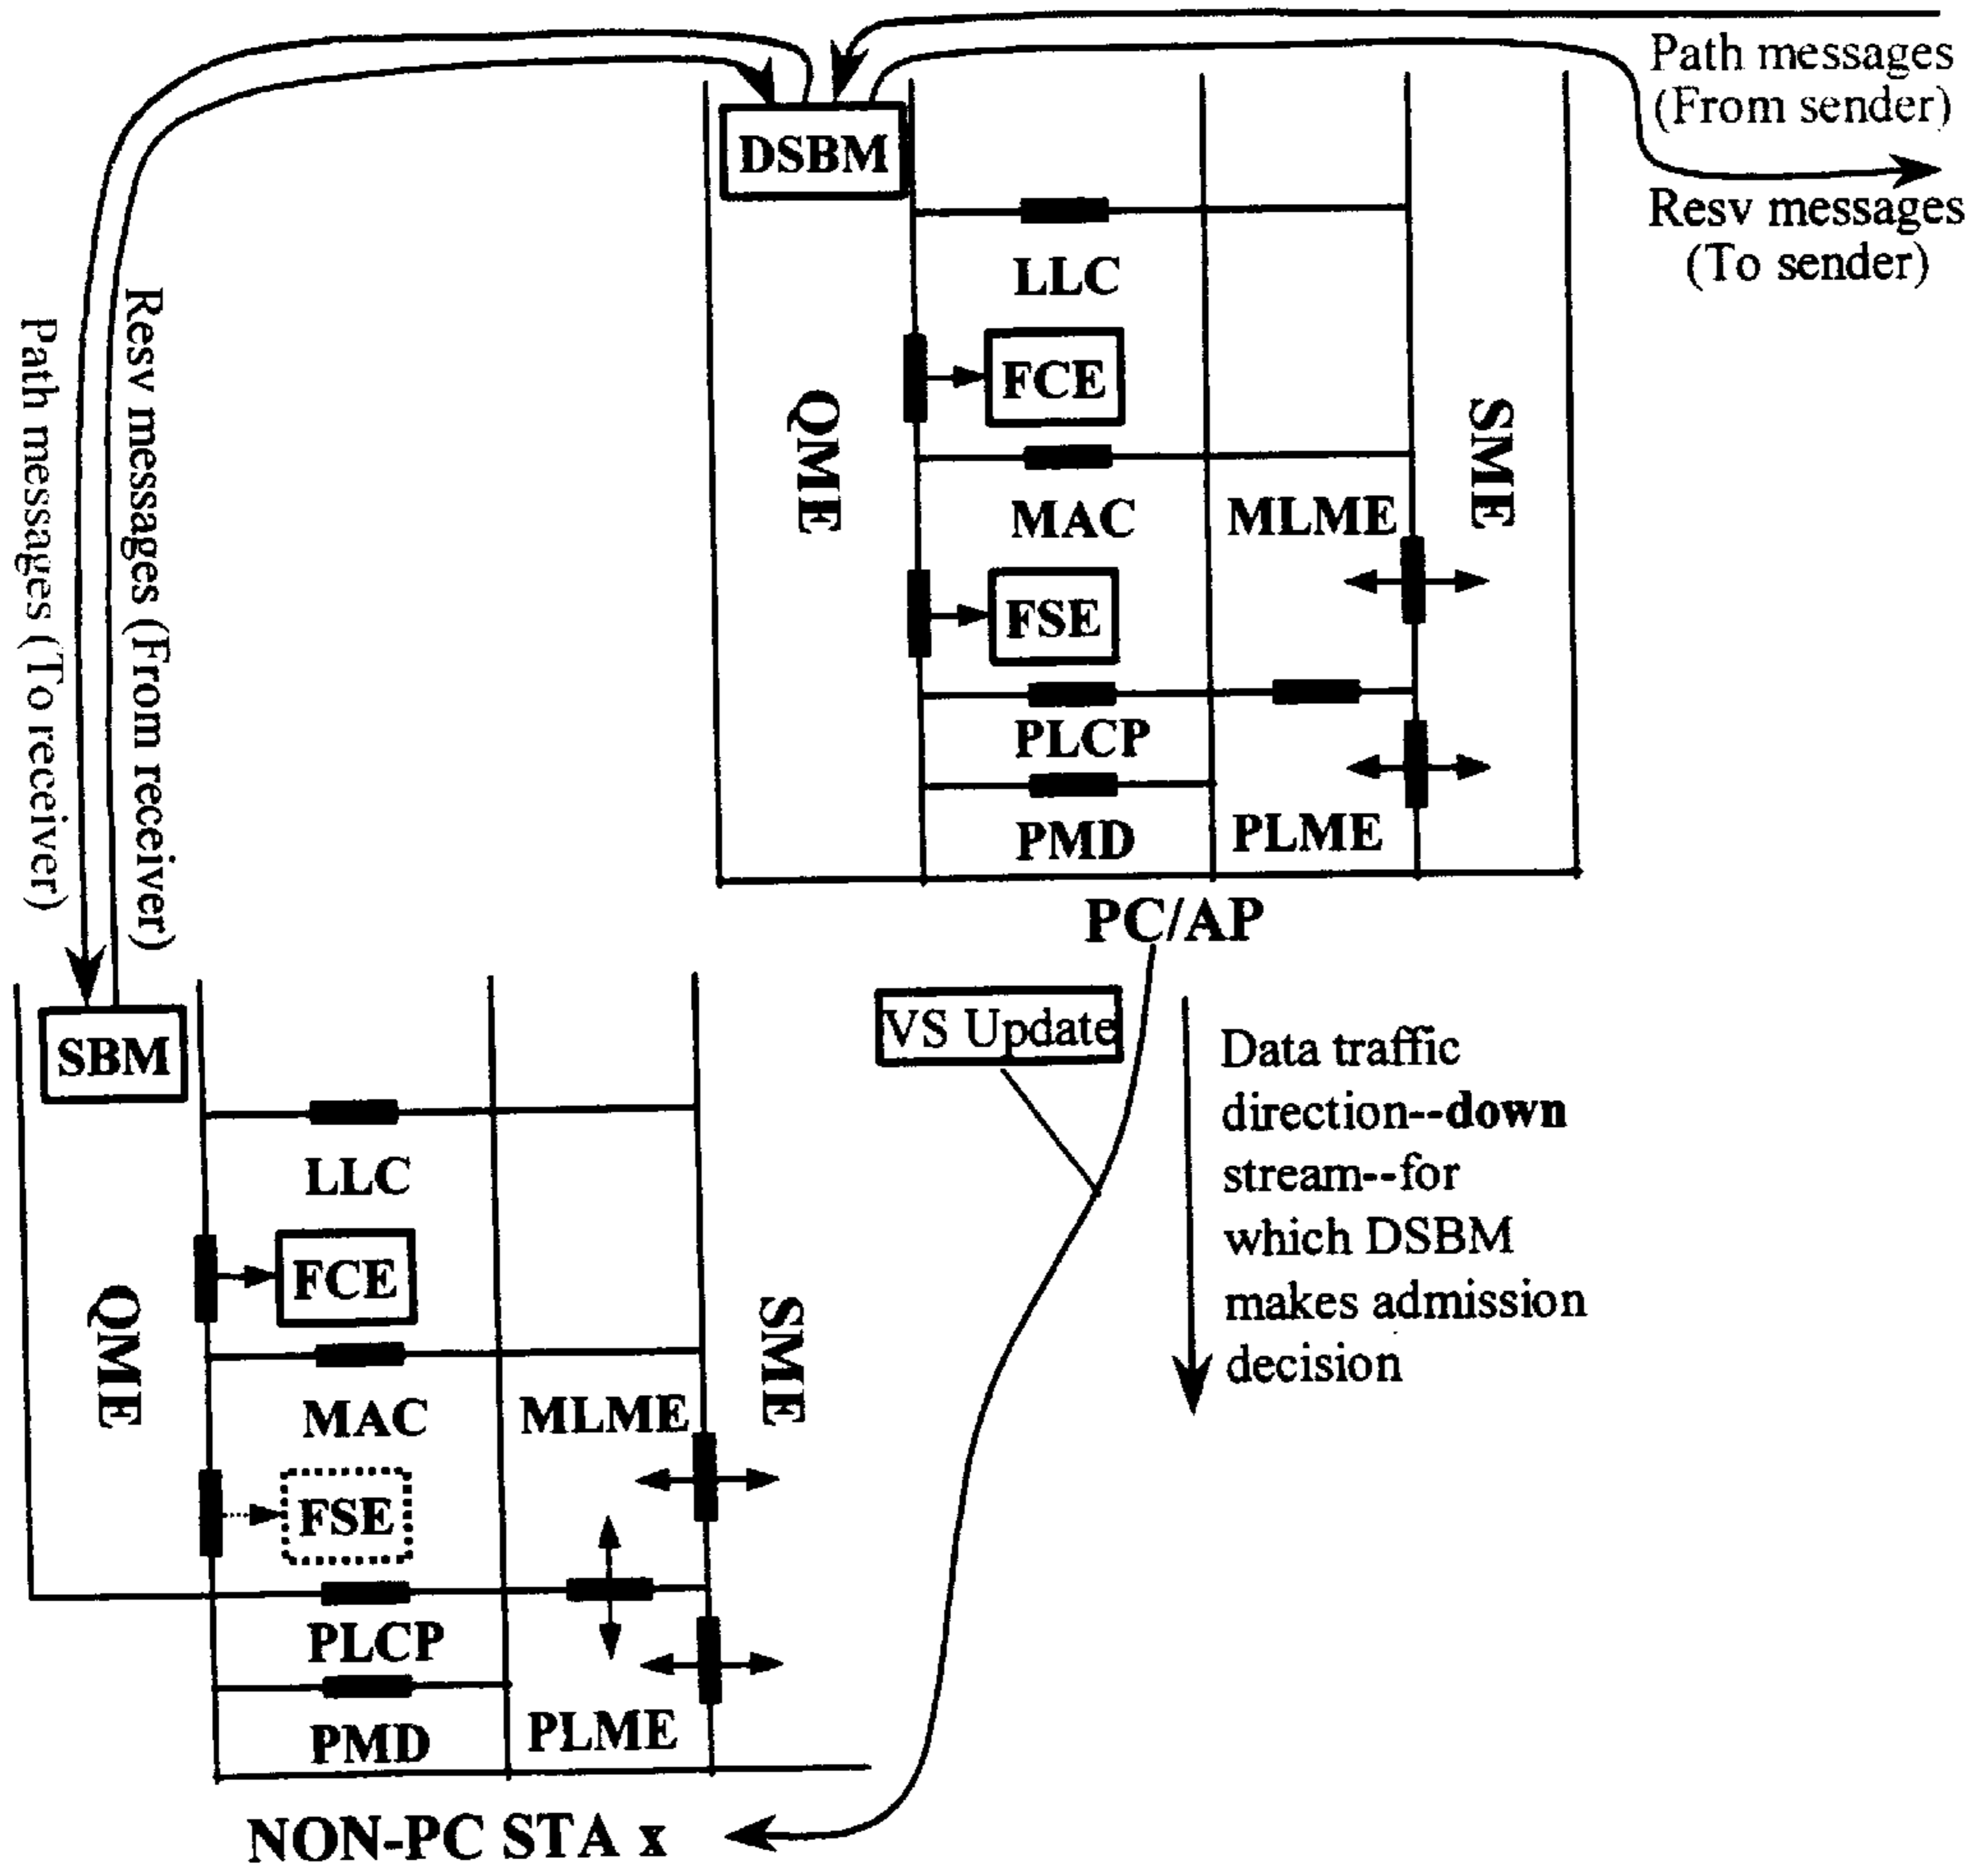 Path messages
(From sender)
Resv messages
(To sender)
DSBM
LLC
FCE
QME
SME
MAC
MLME
FSE
PLCP
PMD
PLME
PC/AP
Path messages (To receiver)
Resv messages (From receiver)
VS Update
Data traffic
direction--down
stream--for
which DSBM
makes admission
decision
SBM
LLC
FCE
QME
SME
MAC
MLME
FSE
PLCP
PMD
PLME
NON-PC STA x